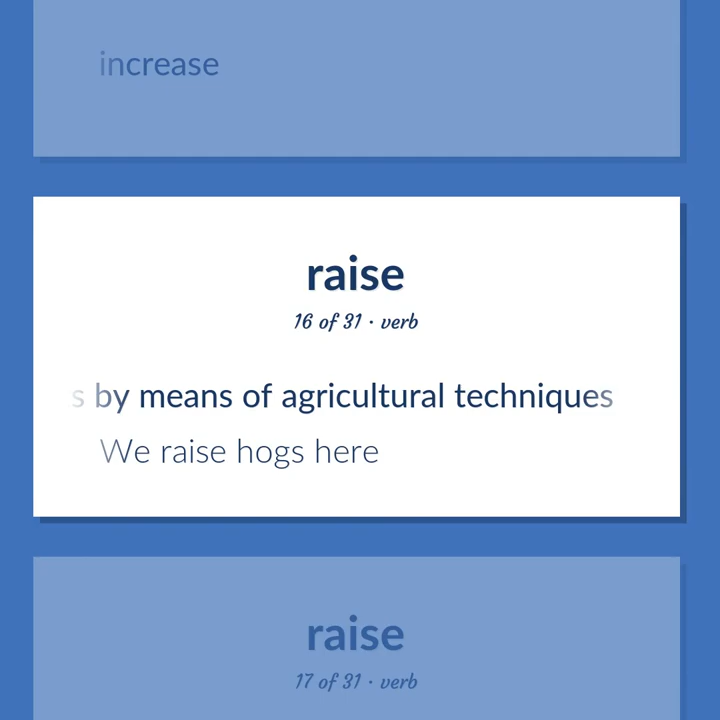 increase
raise
16 of 31 · verb
s by means of agricultural techniques
We raise hogs here
raise
17 of 31 · verb